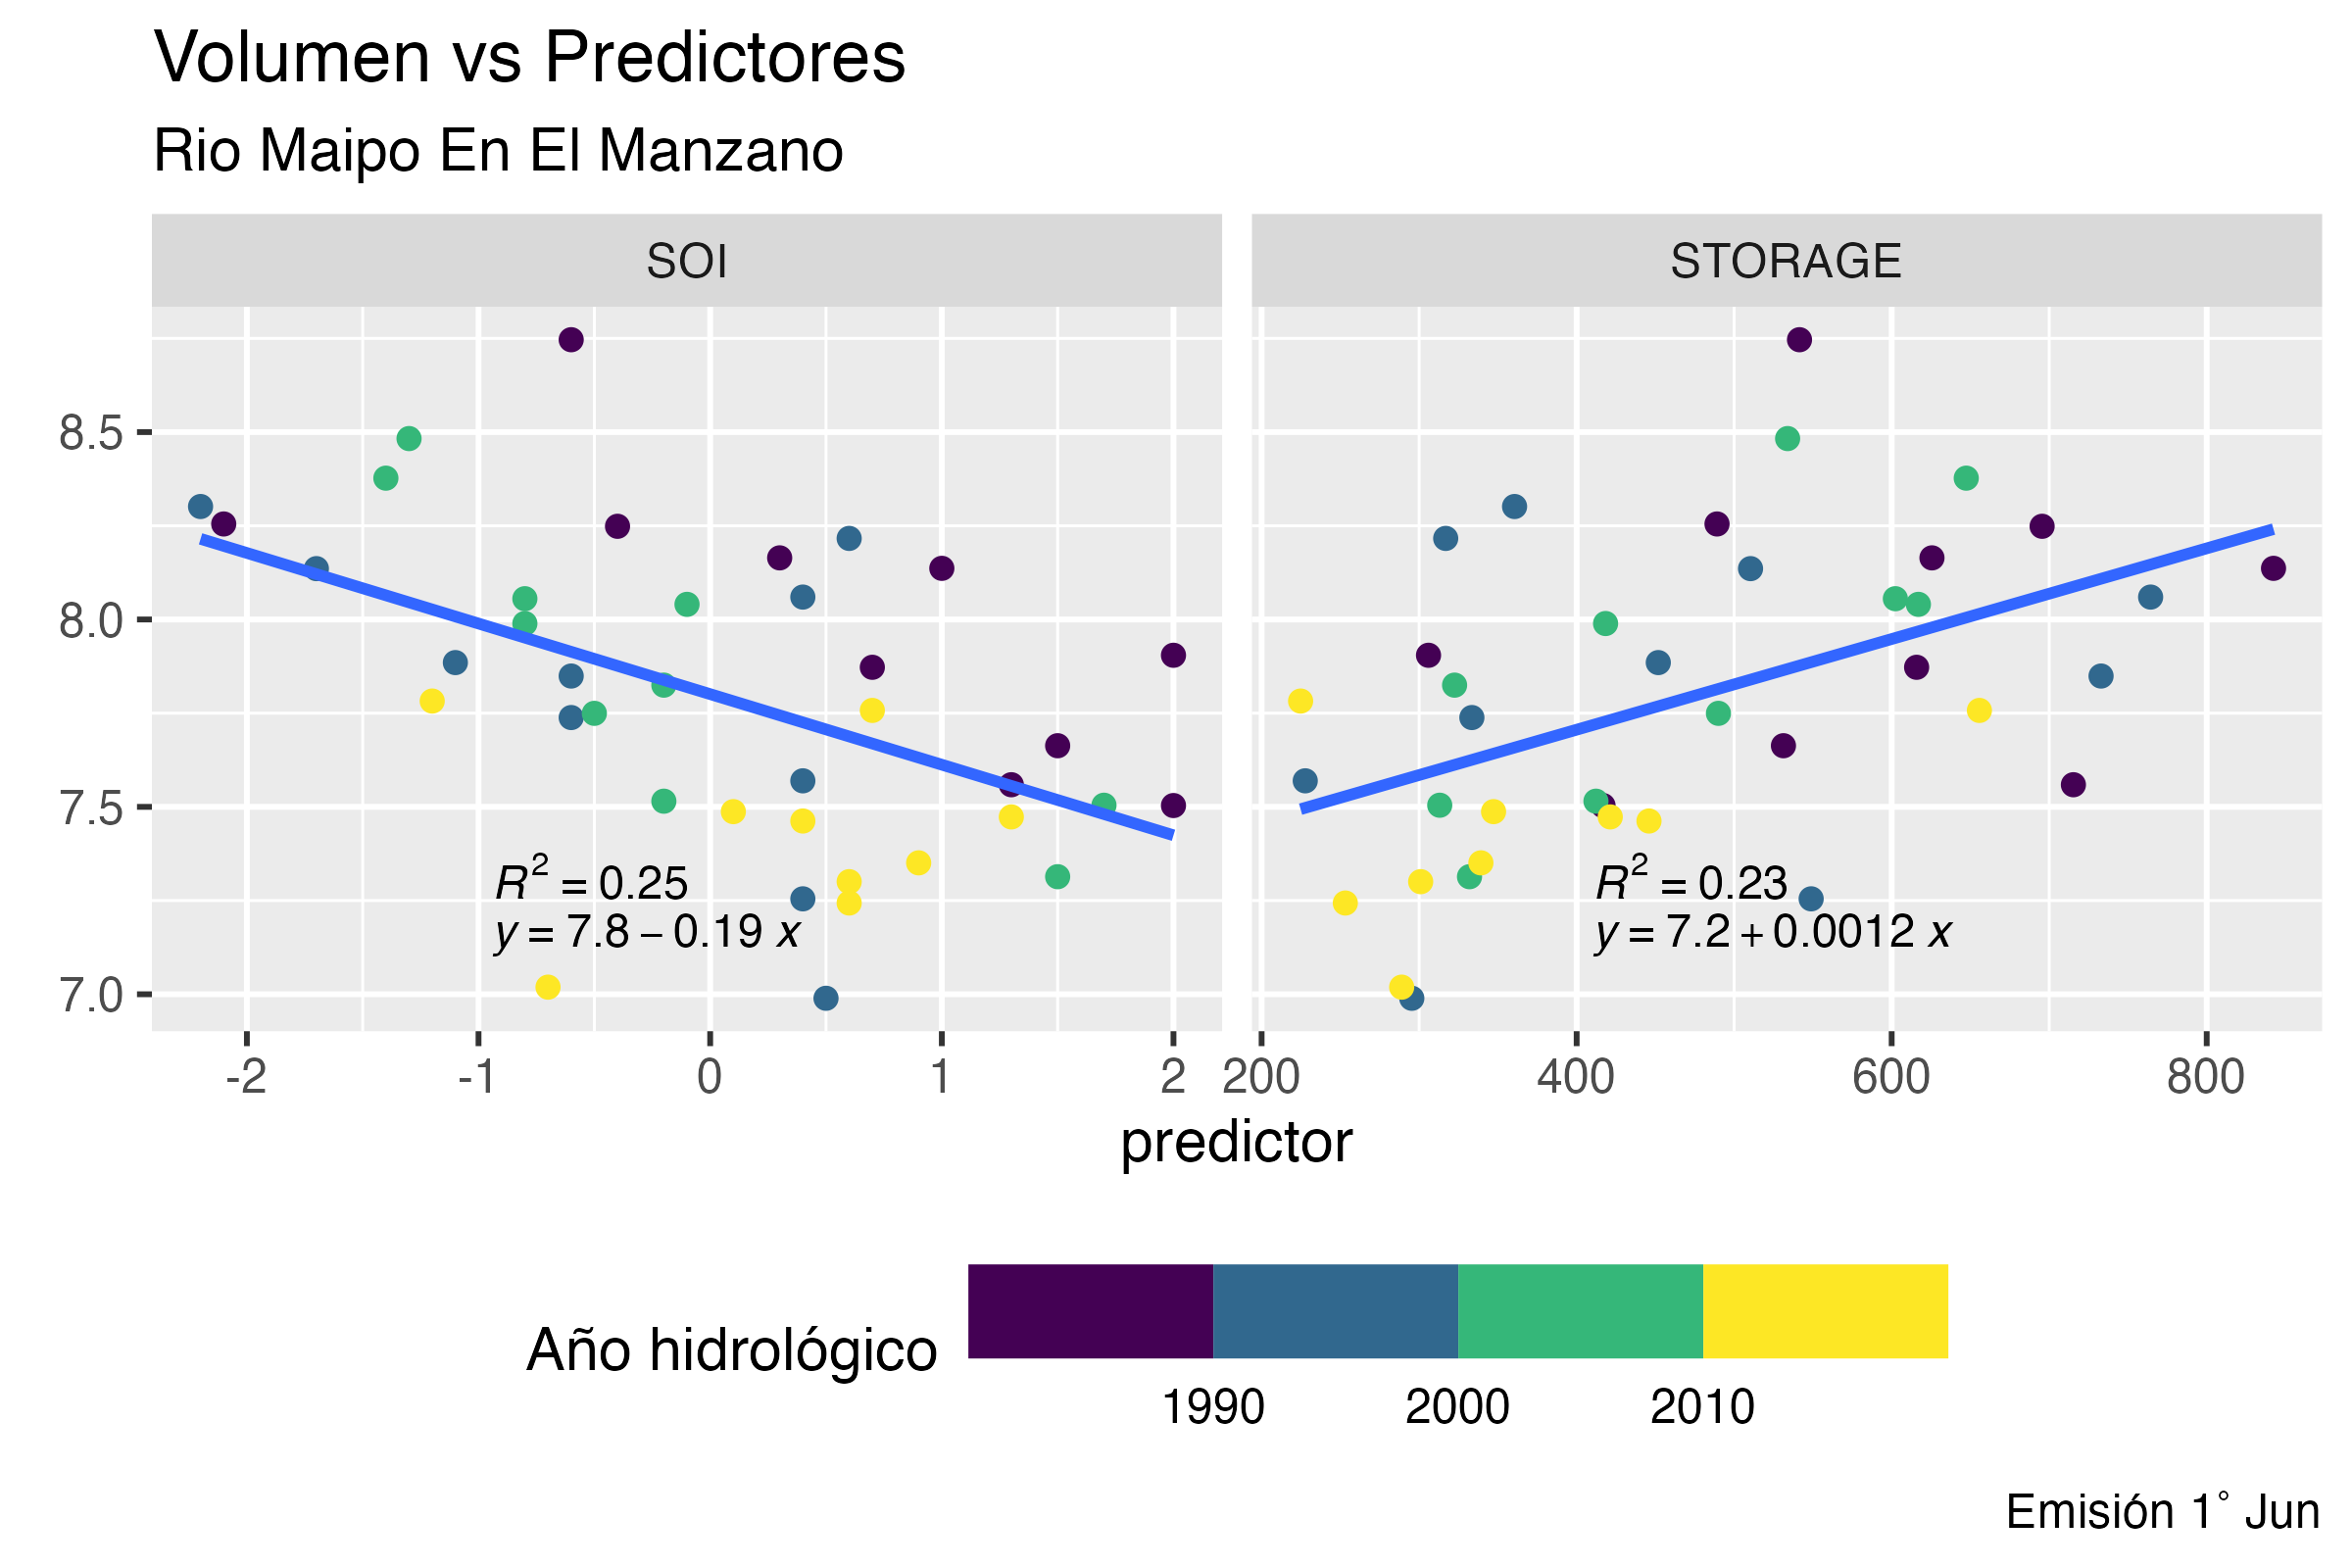 Volumen vs Predictores
Rio Maipo En El Manzano
SOI
STORAGE
8.5
8.0
7.5
7.0
R² = 0.25
y = 7.8 − 0.19 x
R² = 0.23
y = 7.2 + 0.0012 x
-2 -1 0 1 2
200 400 600 800
predictor
Año hidrológico
1990 2000 2010
Emisión 1° Jun